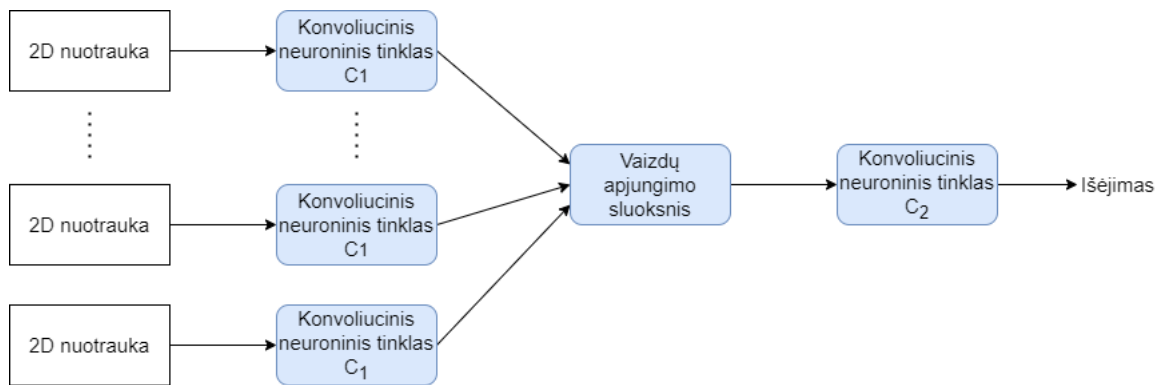 2D nuotrauka
Konvoliucinis
neuroninis tinklas
C1
Vaizdų
apjungimo
sluoksnis
Konvoliucinis
neuroninis tinklas
C₂
Išėjimas
2D nuotrauka
Konvoliucinis
neuroninis tinklas
C1
2D nuotrauka
Konvoliucinis
neuroninis tinklas
C₁